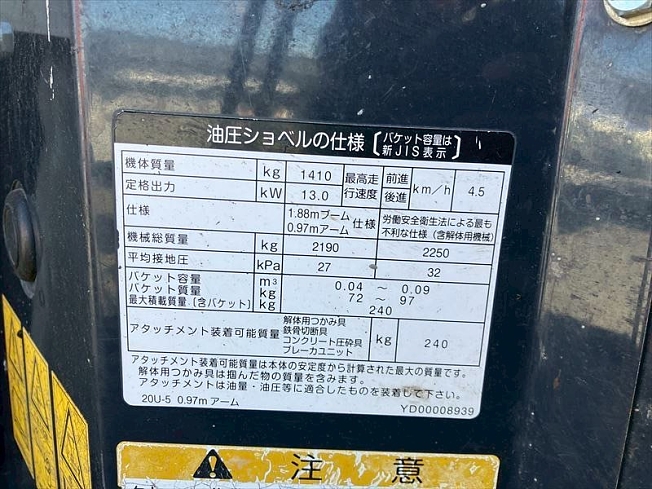 油圧ショベルの仕様 [バケット容量は 新JIS表示]
機体質量 kg 1410 最高走行速度 前進 後進 km/h 4.5
定格出力 kW 13.0
仕様 1.88mブーム 0.97mアーム 仕様 労働安全衛生法による最も不利な仕様(含解体用機械)
機械総質量 kg 2190 2250
平均接地圧 kPa 27 32
バケット容量 m³ 0.04 ～ 0.09
バケット質量 kg 72 ～ 97
最大積載質量[含バケット] kg 240
アタッチメント装着可能質量 解体用つかみ具 鉄骨切断具 コンクリート圧砕具 ブレーカユニット kg 240
アタッチメント装着可能質量は本体の安定度から計算された最大の質量です。
解体用つかみ具は掴んだ物の質量を含みます。
アタッチメントは油量・油圧等に適合したものを装着して下さい。
20U-5 0.97mアーム YD00008939
注意